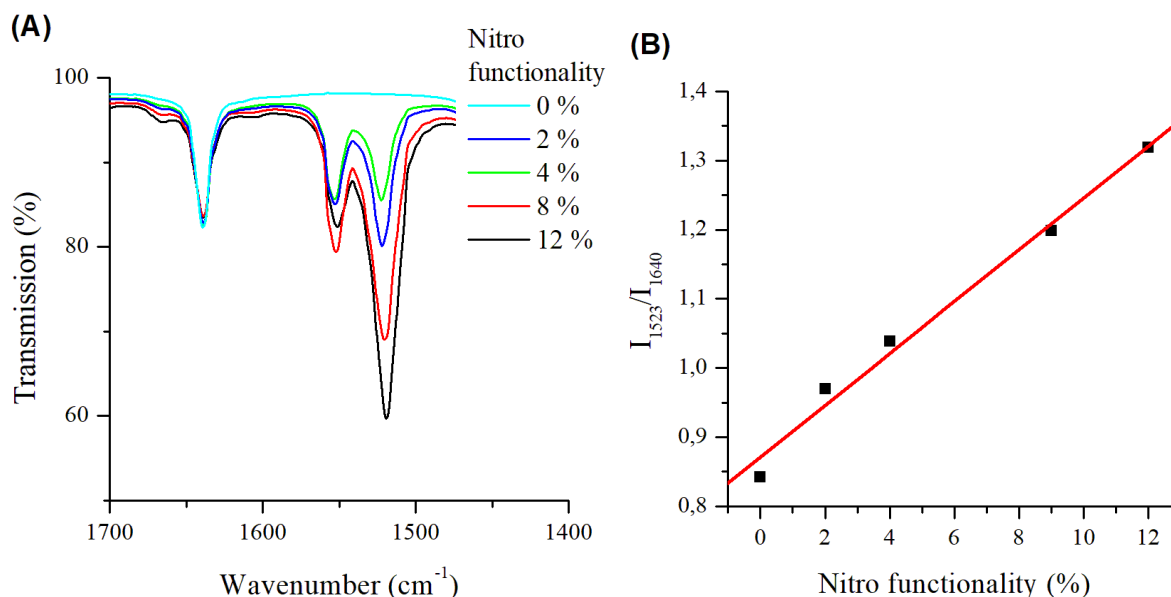 (A)
Nitro
functionality
0 %
2 %
4 %
8 %
12 %
100
80
60
Transmission (%)
1700
1600
1500
1400
Wavenumber (cm⁻¹)
(B)
1,4
1,3
1,2
1,1
1,0
0,9
0,8
I₁₅₂₃/I₁₆₄₀
0 2 4 6 8 10 12
Nitro functionality (%)